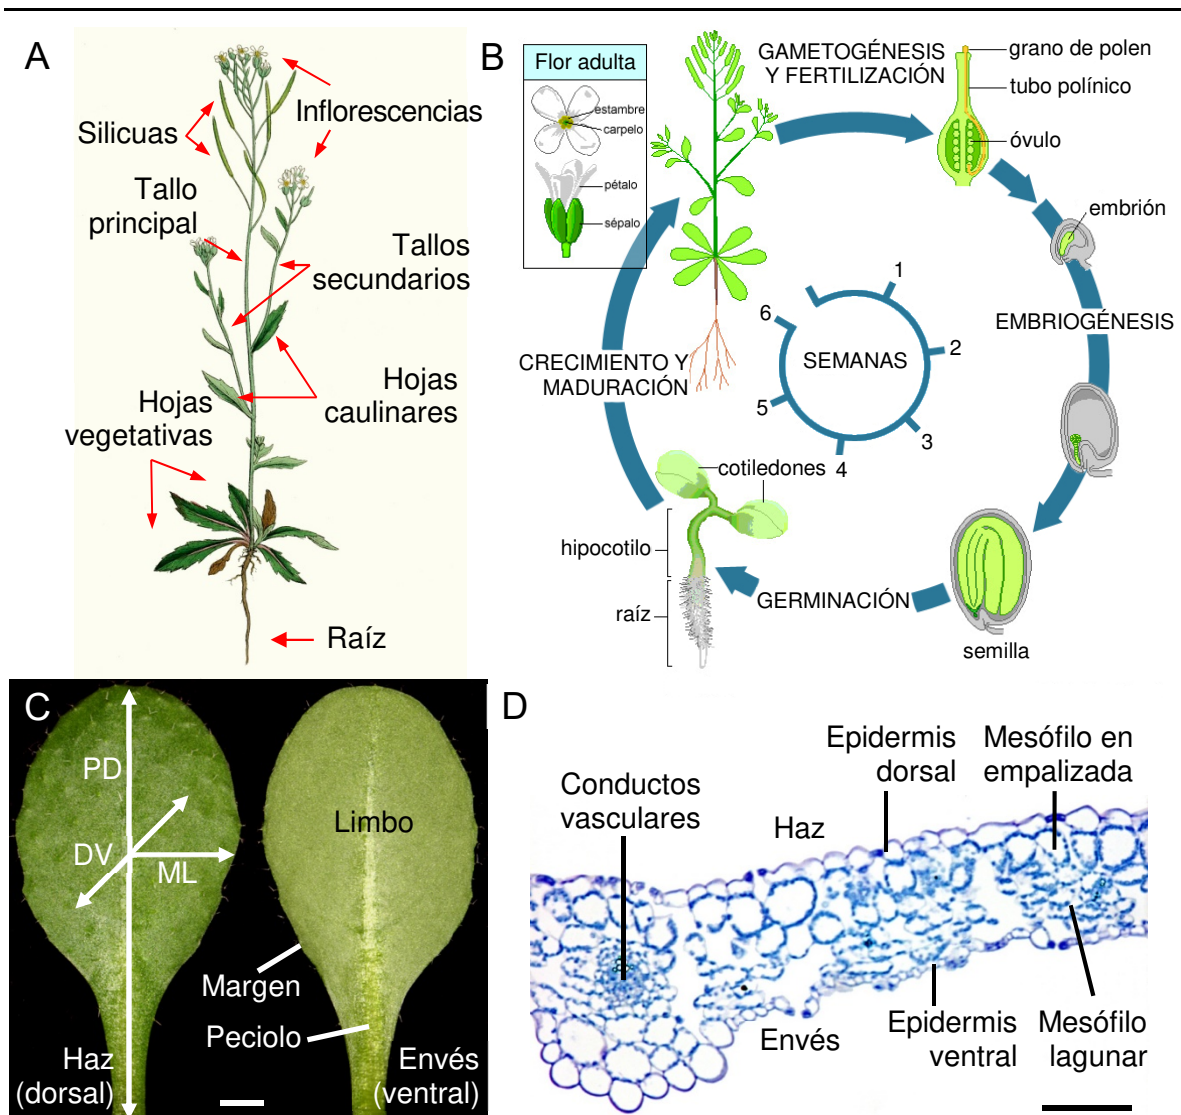 A
Inflorescencias
Silicuas
Tallo
principal
Tallos
secundarios
Hojas
caulinares
Hojas
vegetativas
Raíz
B
Flor adulta
estambre
carpelo
pétalo
sépalo
GAMETOGÉNESIS
Y FERTILIZACIÓN
grano de polen
tubo polínico
óvulo
embrión
EMBRIOGÉNESIS
SEMANAS
1
2
3
4
5
6
CRECIMIENTO Y
MADURACIÓN
cotiledones
hipocotilo
raíz
GERMINACIÓN
semilla
C
PD
DV
ML
Haz
(dorsal)
Limbo
Margen
Peciolo
Envés
(ventral)
D
Conductos
vasculares
Haz
Epidermis
dorsal
Mesófilo en
empalizada
Envés
Epidermis
ventral
Mesófilo
lagunar